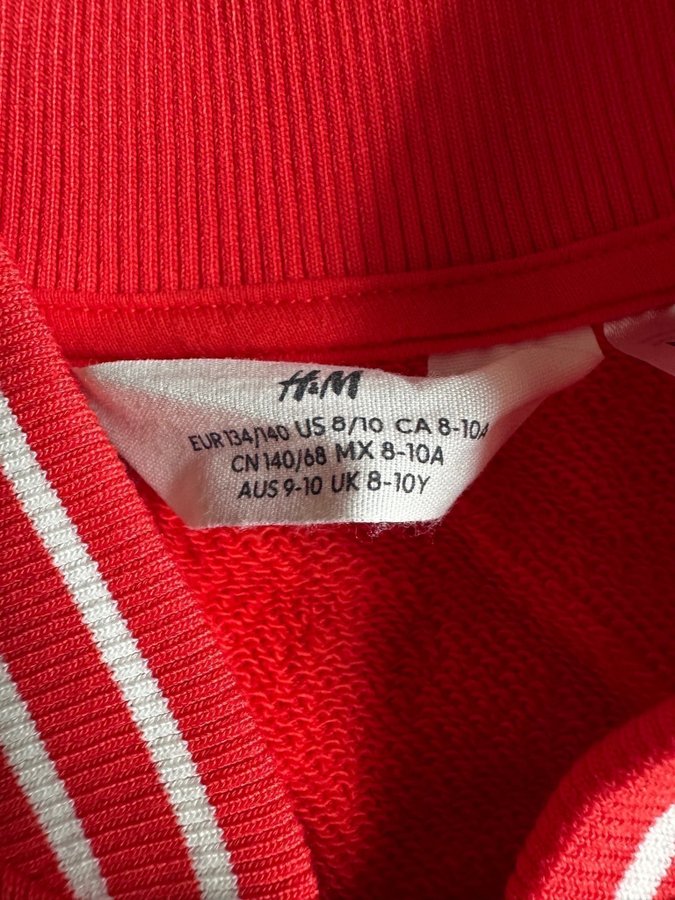 H&M
EUR 134/140 US 8/10 CA 8-10A
CN 140/68 MX 8-10A
AUS 9-10 UK 8-10Y